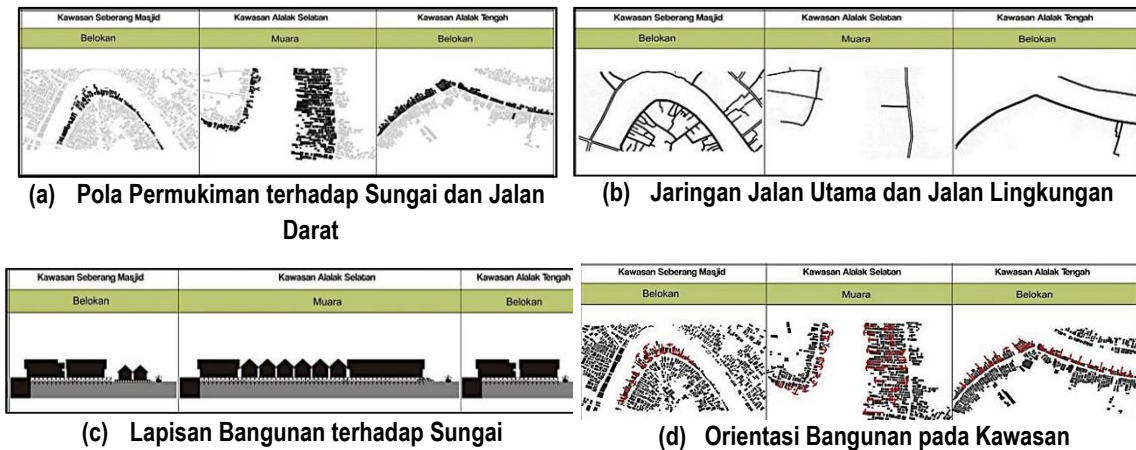 Kawasan Seberang Masjid Kawasan Alalak Selatan Kawasan Alalak Tengah
Belokan Muara Belokan
(a) Pola Permukiman terhadap Sungai dan Jalan
Darat
Kawasan Seberang Masjid Kawasan Alalak Selatan Kawasan Alalak Tengah
Belokan Muara Belokan
(b) Jaringan Jalan Utama dan Jalan Lingkungan
Kawasan Seberang Masjid Kawasan Alalak Selatan Kawasan Alalak Tengah
Belokan Muara Belokan
(c) Lapisan Bangunan terhadap Sungai
Kawasan Seberang Masjid Kawasan Alalak Selatan Kawasan Alalak Tengah
Belokan Muara Belokan
(d) Orientasi Bangunan pada Kawasan